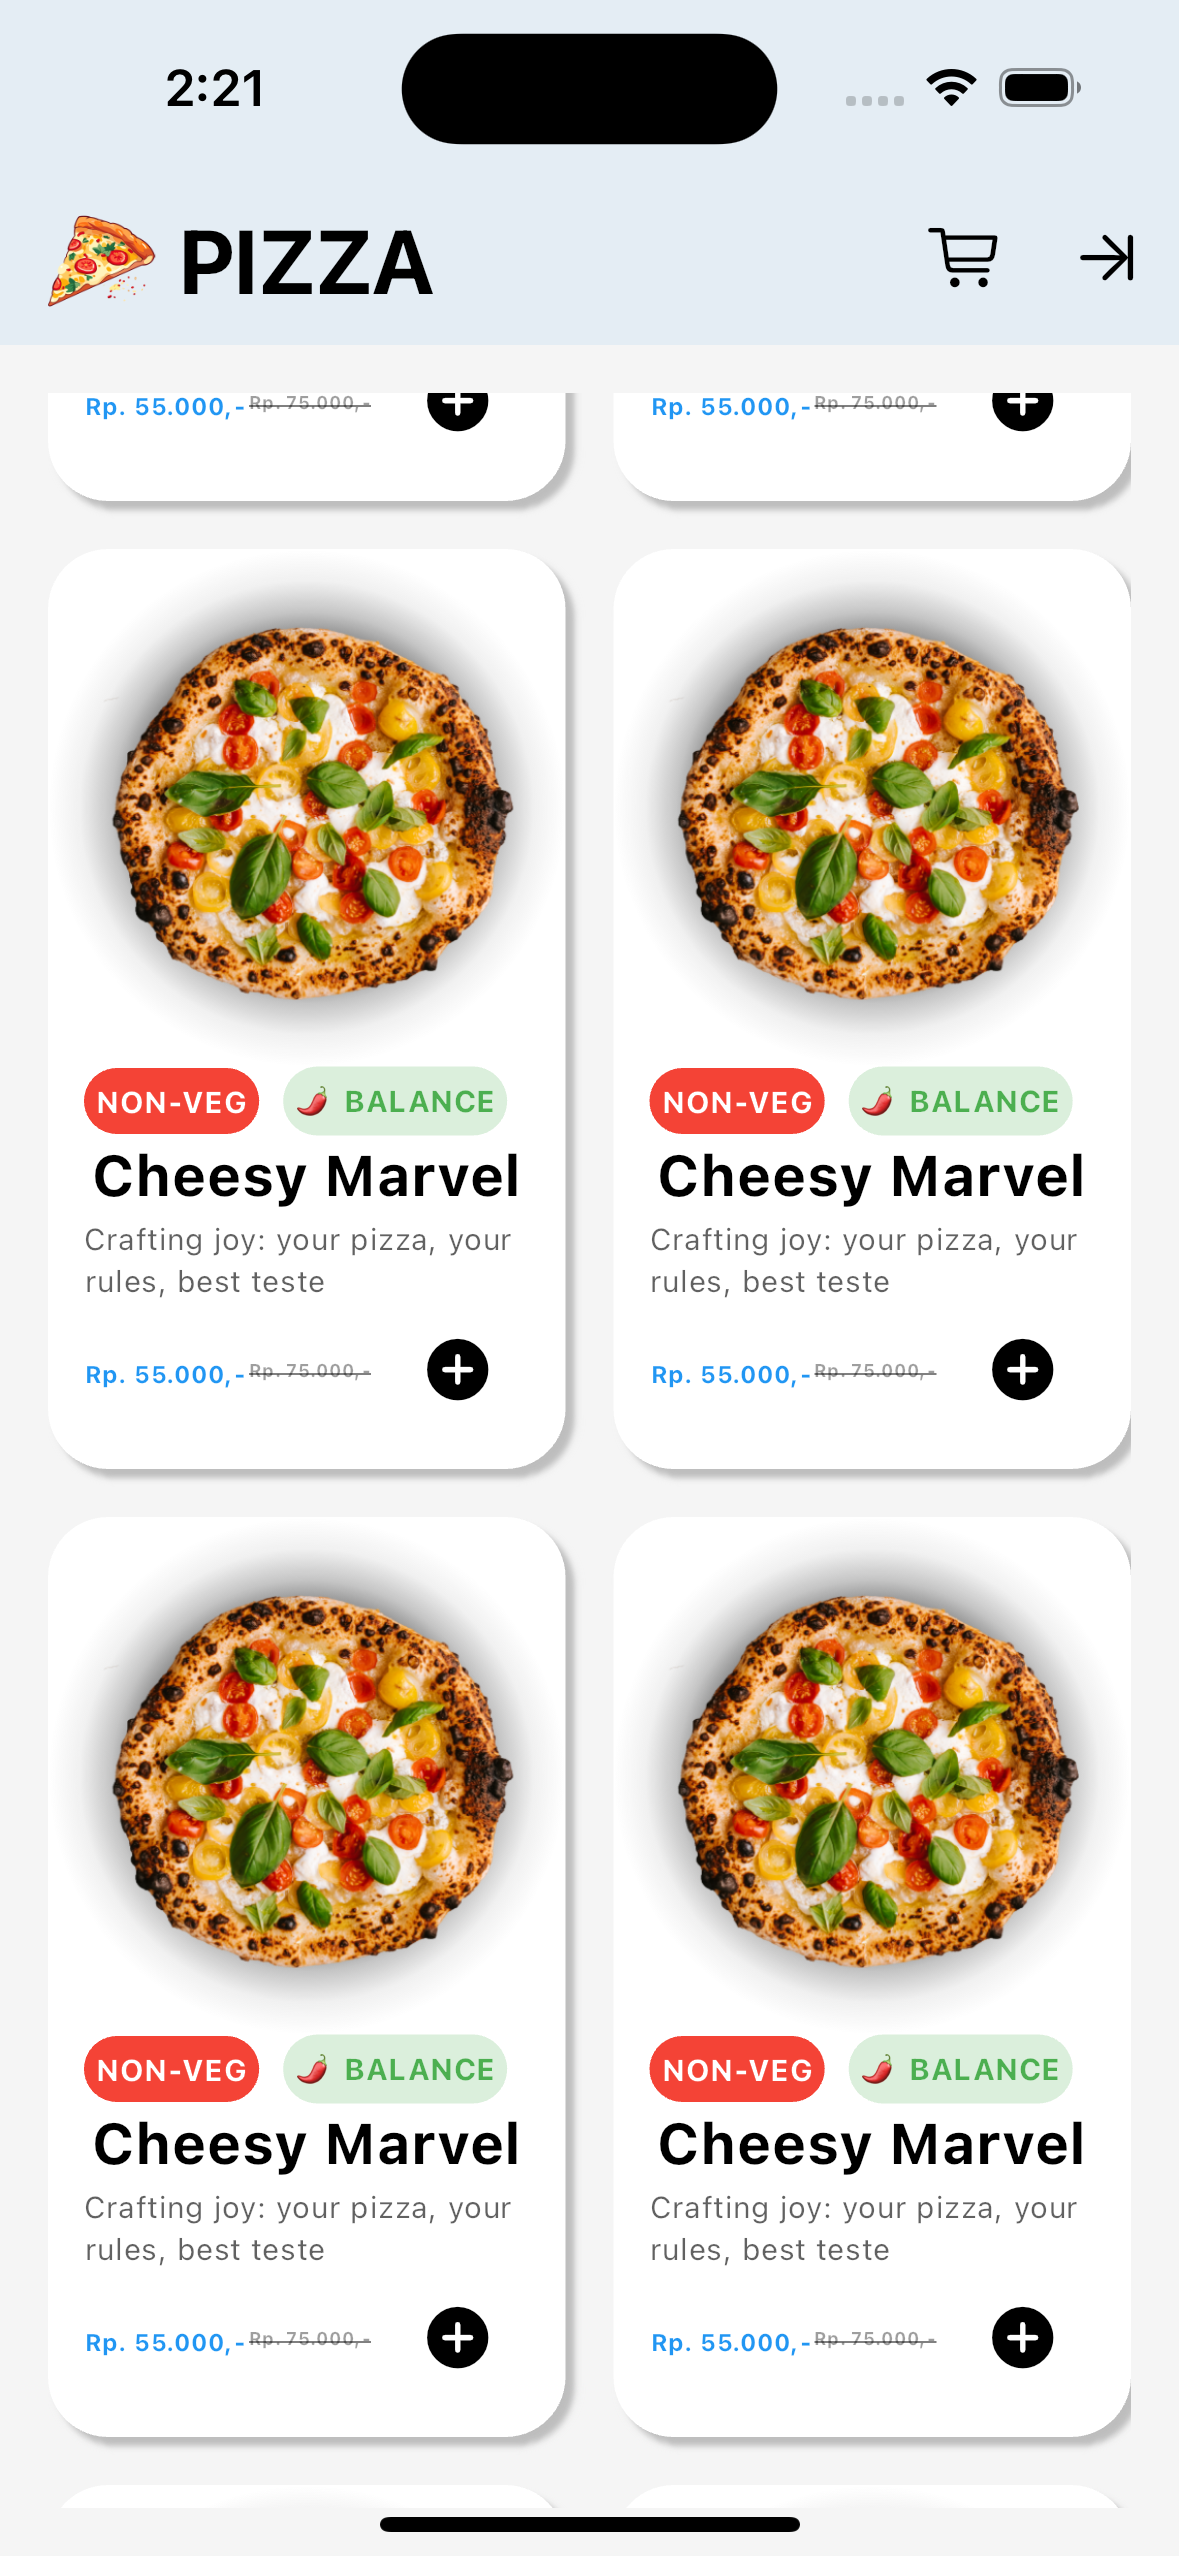 2:21
PIZZA
Rp. 55.000,- Rp. 75.000,-
Rp. 55.000,- Rp. 75.000,-
NON-VEG 🌶️ BALANCE
Cheesy Marvel
Crafting joy: your pizza, your
rules, best teste
Rp. 55.000,- Rp. 75.000,-
NON-VEG 🌶️ BALANCE
Cheesy Marvel
Crafting joy: your pizza, your
rules, best teste
Rp. 55.000,- Rp. 75.000,-
NON-VEG 🌶️ BALANCE
Cheesy Marvel
Crafting joy: your pizza, your
rules, best teste
Rp. 55.000,- Rp. 75.000,-
NON-VEG 🌶️ BALANCE
Cheesy Marvel
Crafting joy: your pizza, your
rules, best teste
Rp. 55.000,- Rp. 75.000,-